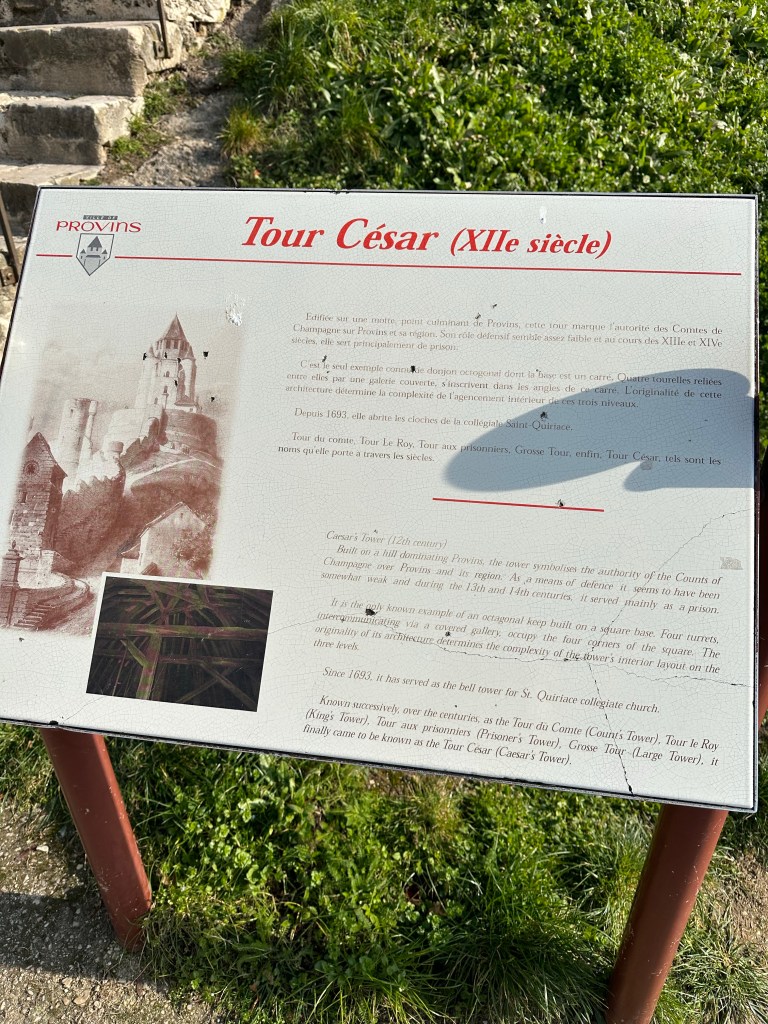 VILLE DE
PROVINS
Tour César (XIIe siècle)
Edifiée sur une motte, point culminant de Provins, cette tour marque l'autorité des Comtes de
Champagne sur Provins et sa région. Son rôle défensif semble assez faible et au cours des XIIIe et XIVe
siècles, elle sert principalement de prison.
C'est le seul exemple connu de donjon octogonal dont la base est un carré. Quatre tourelles reliées
entre elles par une galerie couverte, s'inscrivent dans les angles de ce carré. L'originalité de cette
architecture détermine la complexité de l'agencement intérieur de ces trois niveaux.
Depuis 1693, elle abrite les cloches de la collégiale Saint-Quiriace.
Tour du comte, Tour Le Roy, Tour aux prisonniers, Grosse Tour, enfin, Tour César, tels sont les
noms qu'elle porte à travers les siècles.
Caesar's Tower (12th century)
Built on a hill dominating Provins, the tower symbolises the authority of the Counts of
Champagne over Provins and its region. As a means of defence it seems to have been
somewhat weak and during the 13th and 14th centuries, it served mainly as a prison.
It is the only known example of an octagonal keep built on a square base. Four turrets,
intercommunicating via a covered gallery, occupy the four corners of the square. The
originality of its architecture determines the complexity of the tower's interior layout on the
three levels.
Since 1693, it has served as the bell tower for St. Quiriace collegiate church.
Known successively, over the centuries, as the Tour du Comte (Count's Tower), Tour le Roy
(King's Tower), Tour aux prisonniers (Prisoner's Tower), Grosse Tour (Large Tower), it
finally came to be known as the Tour César (Caesar's Tower).